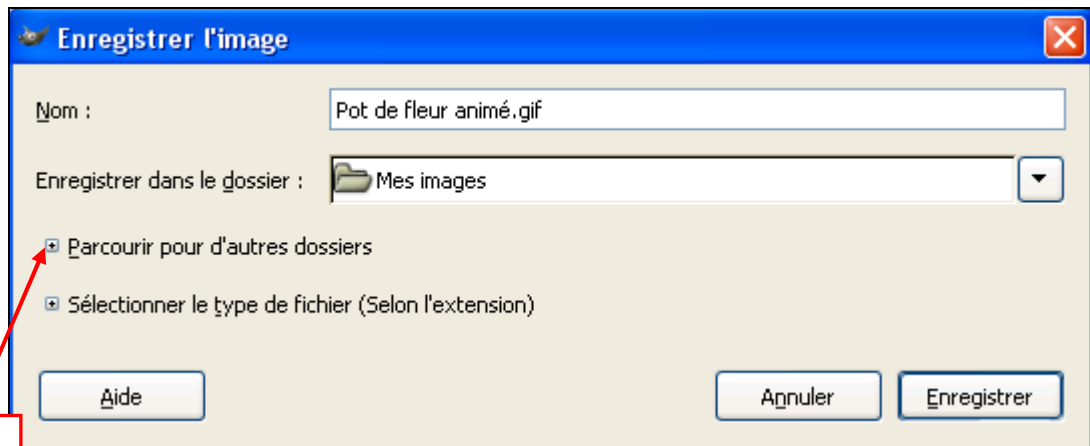 Enregistrer l'image
Nom : Pot de fleur animé.gif
Enregistrer dans le dossier : Mes images
Parcourir pour d'autres dossiers
Sélectionner le type de fichier (Selon l'extension)
Aide Annuler Enregistrer